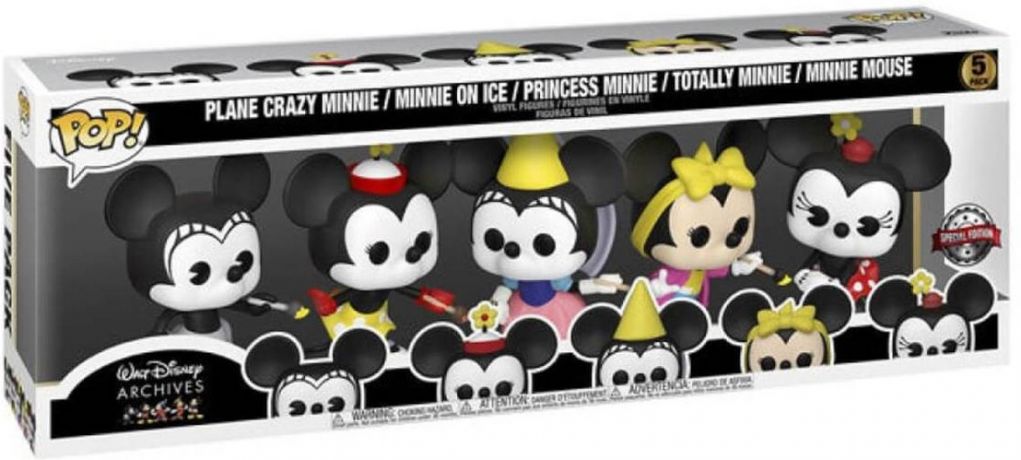 POP!
PLANE CRAZY MINNIE / MINNIE ON ICE / PRINCESS MINNIE / TOTALLY MINNIE / MINNIE MOUSE
VINYL FIGURES / FIGURINES EN VINYLE
FIGURAS DE VINYL
5
PACK
SPECIAL EDITION
FIVE PACK
Walt Disney
ARCHIVES
WARNING: CHOKING HAZARD.
ATTENTION: DANGER D'ÉTOUFFEMENT
ADVERTENCIA: PELIGRO DE ASFIXIA.